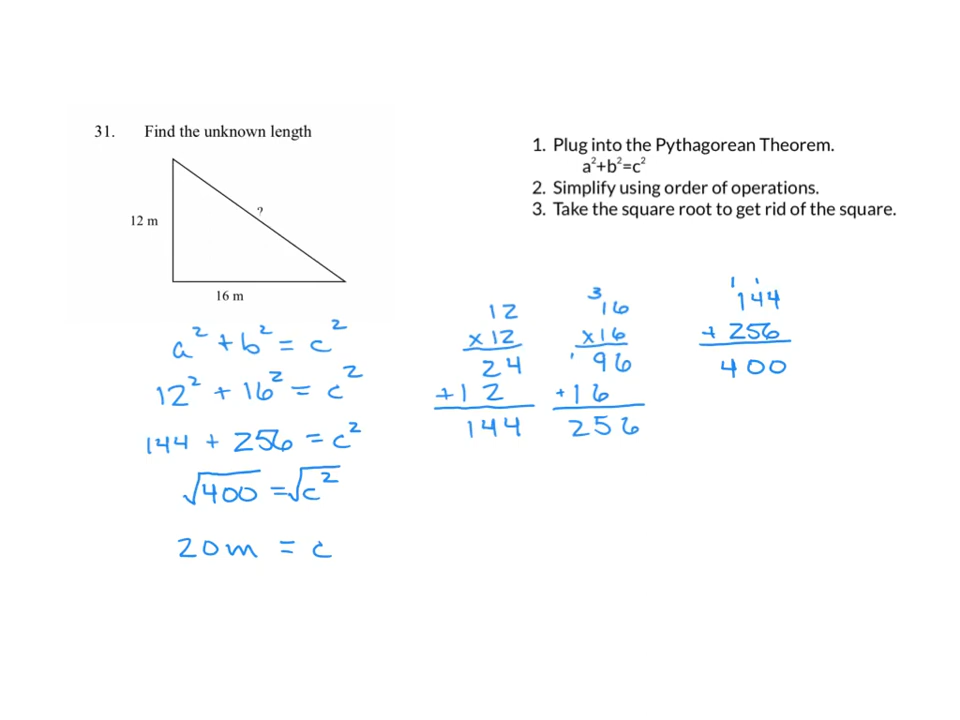 31. Find the unknown length
12 m
?
16 m
1. Plug into the Pythagorean Theorem.
a²+b²=c²
2. Simplify using order of operations.
3. Take the square root to get rid of the square.
a² + b² = c²
12² + 16² = c²
144 + 256 = c²
√400 = √c²
20m = c
12
x 12
24
+12
144
3
16
x16
' 96
+16
256
1 1
144
+ 256
400